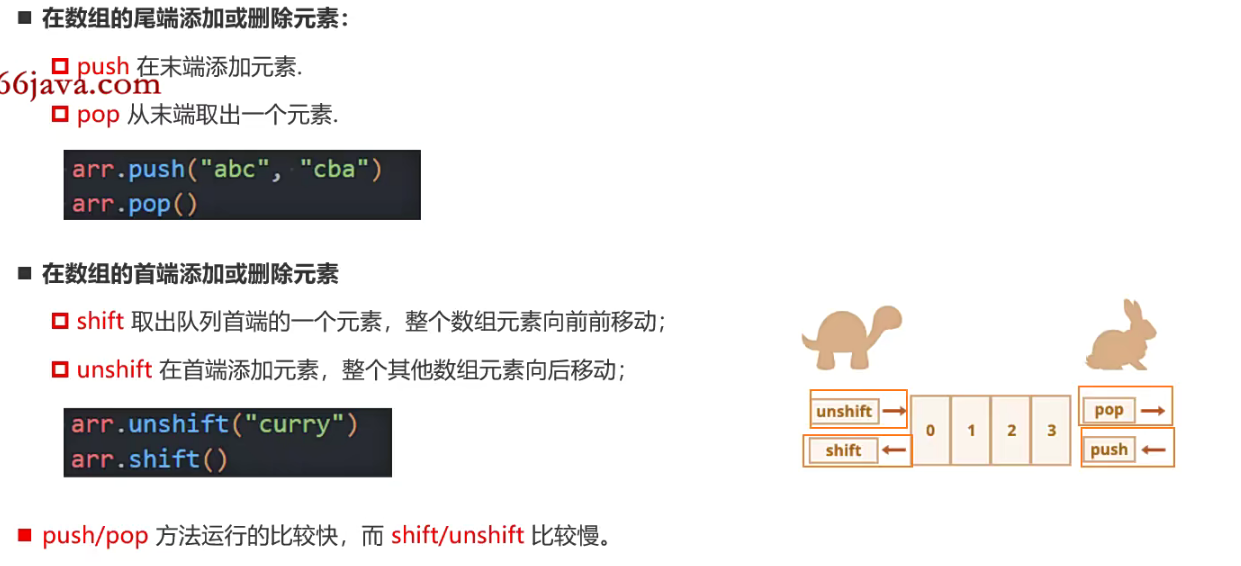 在数组的尾端添加或删除元素:
push 在末端添加元素.
66java.com
pop 从末端取出一个元素.
arr.push("abc", "cba")
arr.pop()
在数组的首端添加或删除元素
shift 取出队列首端的一个元素，整个数组元素向前前移动；
unshift 在首端添加元素，整个其他数组元素向后移动；
arr.unshift("curry")
arr.shift()
unshift
shift
0 1 2 3
pop
push
push/pop 方法运行的比较快，而 shift/unshift 比较慢。